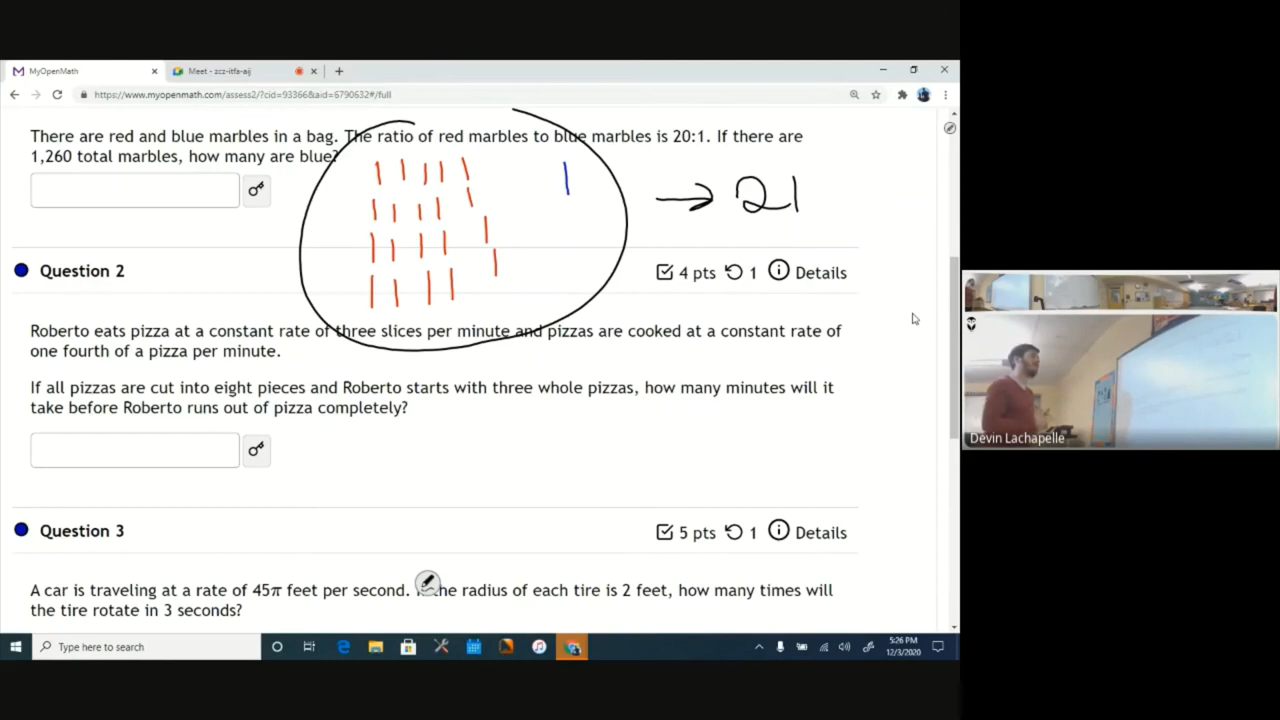 MyOpenMath
Meet - zcz-itfa-aij
https://www.myopenmath.com/assess2/?cid=93366&aid=6790632#/full
There are red and blue marbles in a bag. The ratio of red marbles to blue marbles is 20:1. If there are
1,260 total marbles, how many are blue?
→ 21
Question 2
4 pts 1 Details
Roberto eats pizza at a constant rate of three slices per minute and pizzas are cooked at a constant rate of
one fourth of a pizza per minute.
If all pizzas are cut into eight pieces and Roberto starts with three whole pizzas, how many minutes will it
take before Roberto runs out of pizza completely?
Devin Lachapelle
Question 3
5 pts 1 Details
A car is traveling at a rate of 45π feet per second. the radius of each tire is 2 feet, how many times will
the tire rotate in 3 seconds?
Type here to search
5:26 PM
12/3/2020